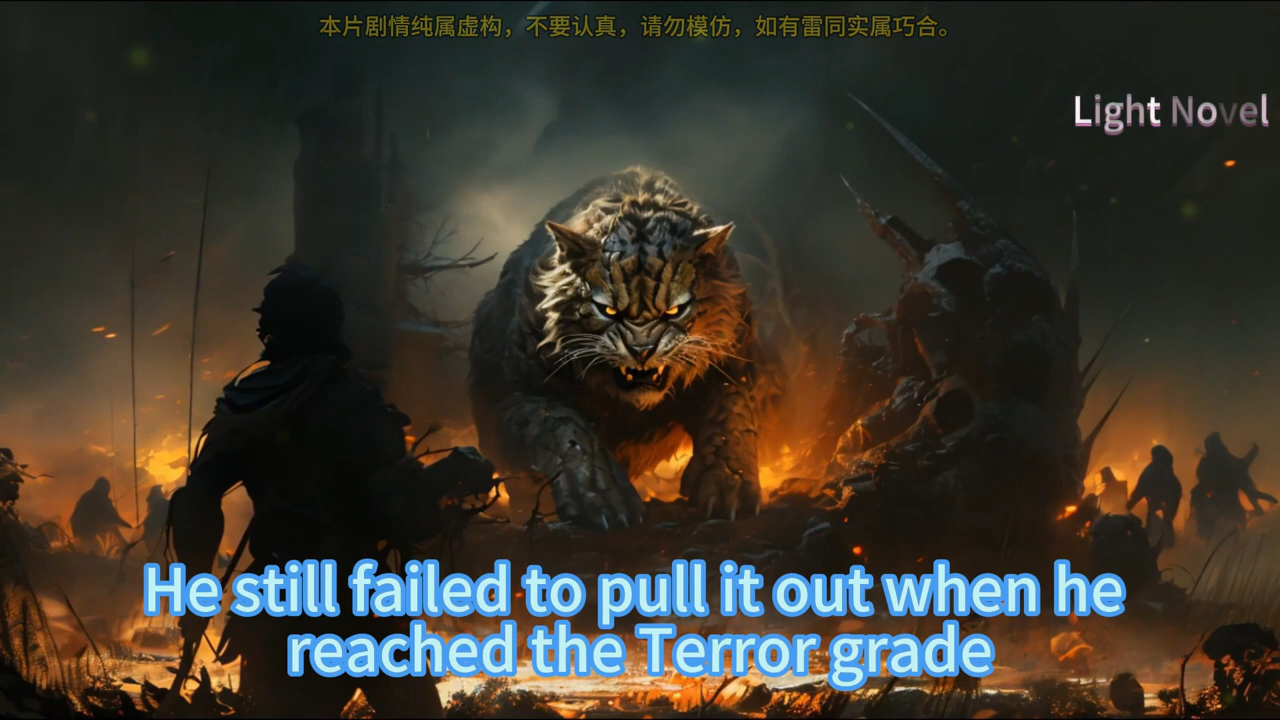 本片剧情纯属虚构，不要认真，请勿模仿，如有雷同实属巧合。
Light Novel
He still failed to pull it out when he
reached the Terror grade